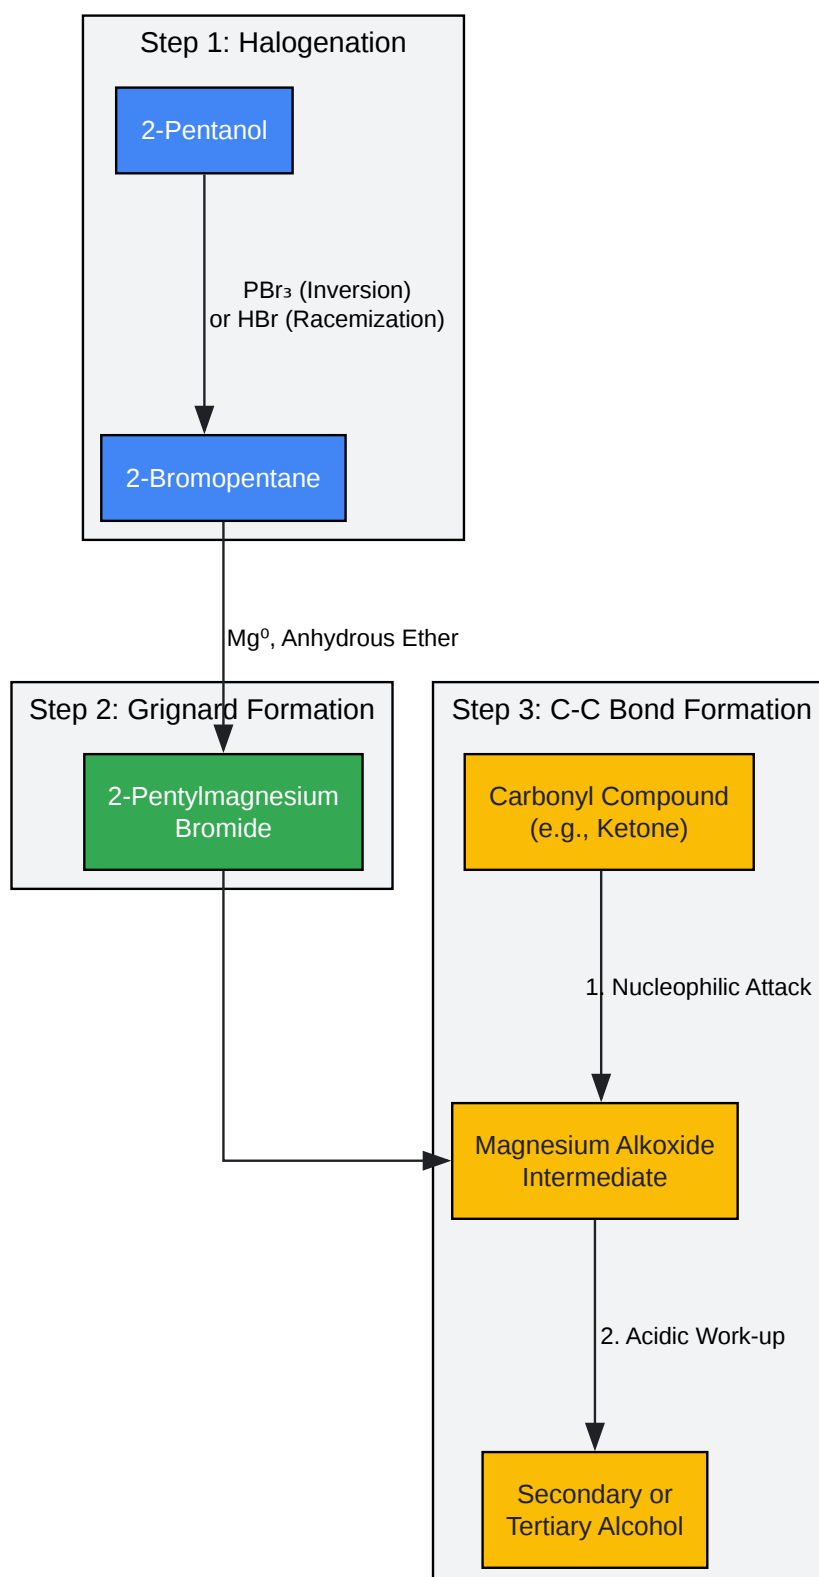 Step 1: Halogenation
2-Pentanol
PBr₃ (Inversion)
or HBr (Racemization)
2-Bromopentane
Mg⁰, Anhydrous Ether
Step 2: Grignard Formation
2-Pentylmagnesium
Bromide
Step 3: C-C Bond Formation
Carbonyl Compound
(e.g., Ketone)
1. Nucleophilic Attack
Magnesium Alkoxide
Intermediate
2. Acidic Work-up
Secondary or
Tertiary Alcohol